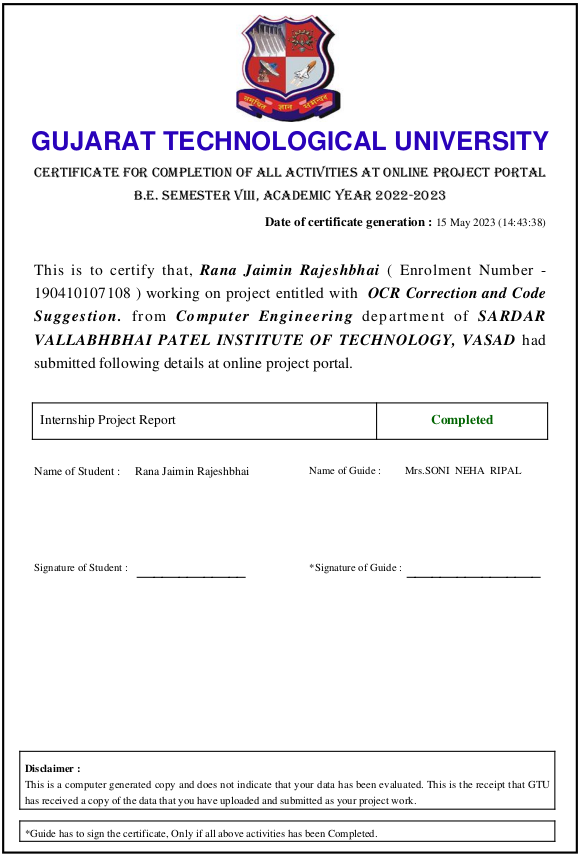 समन्वित ज्ञान समन्दर
GUJARAT TECHNOLOGICAL UNIVERSITY
CERTIFICATE FOR COMPLETION OF ALL ACTIVITIES AT ONLINE PROJECT PORTAL
B.E. SEMESTER VIII, ACADEMIC YEAR 2022-2023
Date of certificate generation : 15 May 2023 (14:43:38)
This is to certify that, Rana Jaimin Rajeshbhai ( Enrolment Number -
190410107108 ) working on project entitled with OCR Correction and Code
Suggestion. from Computer Engineering department of SARDAR
VALLABHBHAI PATEL INSTITUTE OF TECHNOLOGY, VASAD had
submitted following details at online project portal.
Internship Project Report Completed
Name of Student : Rana Jaimin Rajeshbhai Name of Guide : Mrs.SONI NEHA RIPAL
Signature of Student : *Signature of Guide :
Disclaimer :
This is a computer generated copy and does not indicate that your data has been evaluated. This is the receipt that GTU
has received a copy of the data that you have uploaded and submitted as your project work.
*Guide has to sign the certificate, Only if all above activities has been Completed.